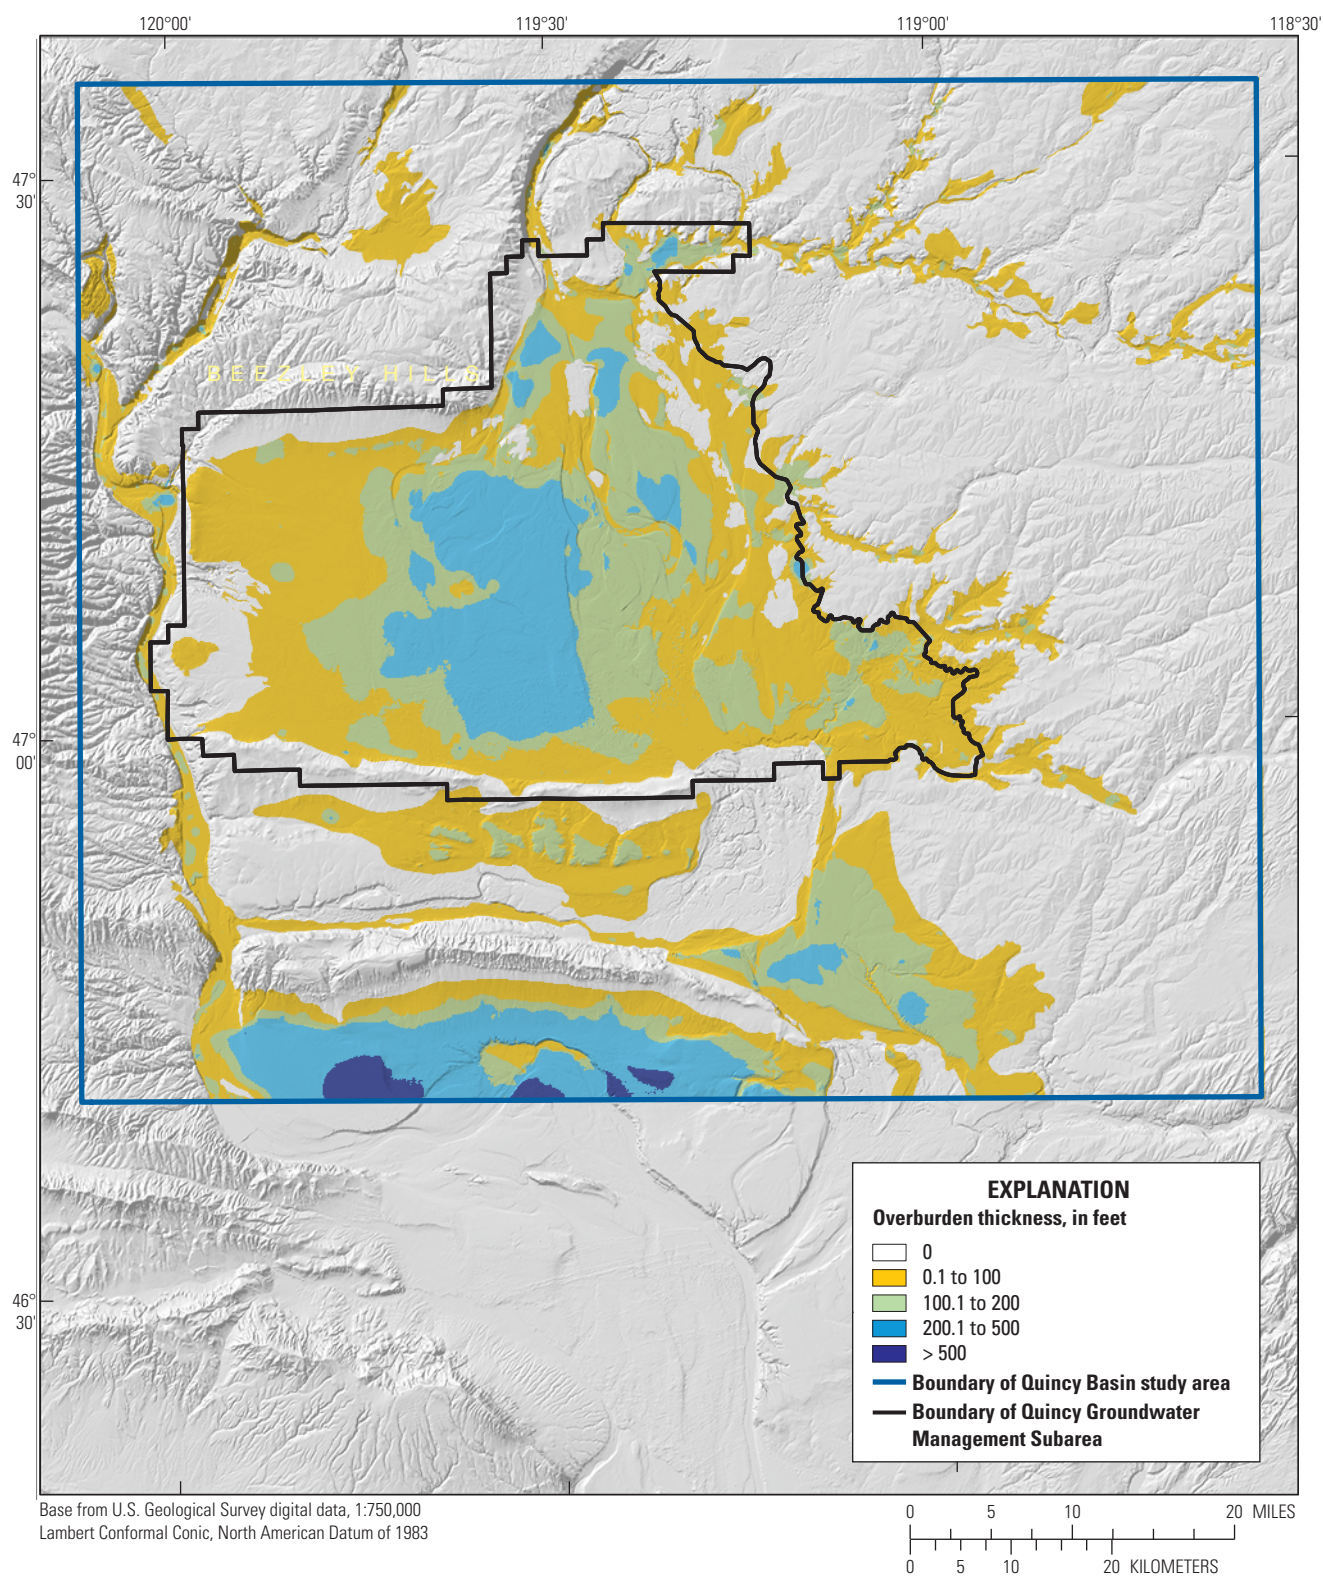 120°00' 119°30' 119°00' 118°30'
47°
30'
BEEZLEY HILLS
47°
00'
46°
30'
EXPLANATION
Overburden thickness, in feet
0
0.1 to 100
100.1 to 200
200.1 to 500
> 500
Boundary of Quincy Basin study area
Boundary of Quincy Groundwater
Management Subarea
Base from U.S. Geological Survey digital data, 1:750,000
Lambert Conformal Conic, North American Datum of 1983
0 5 10 20 MILES
0 5 10 20 KILOMETERS